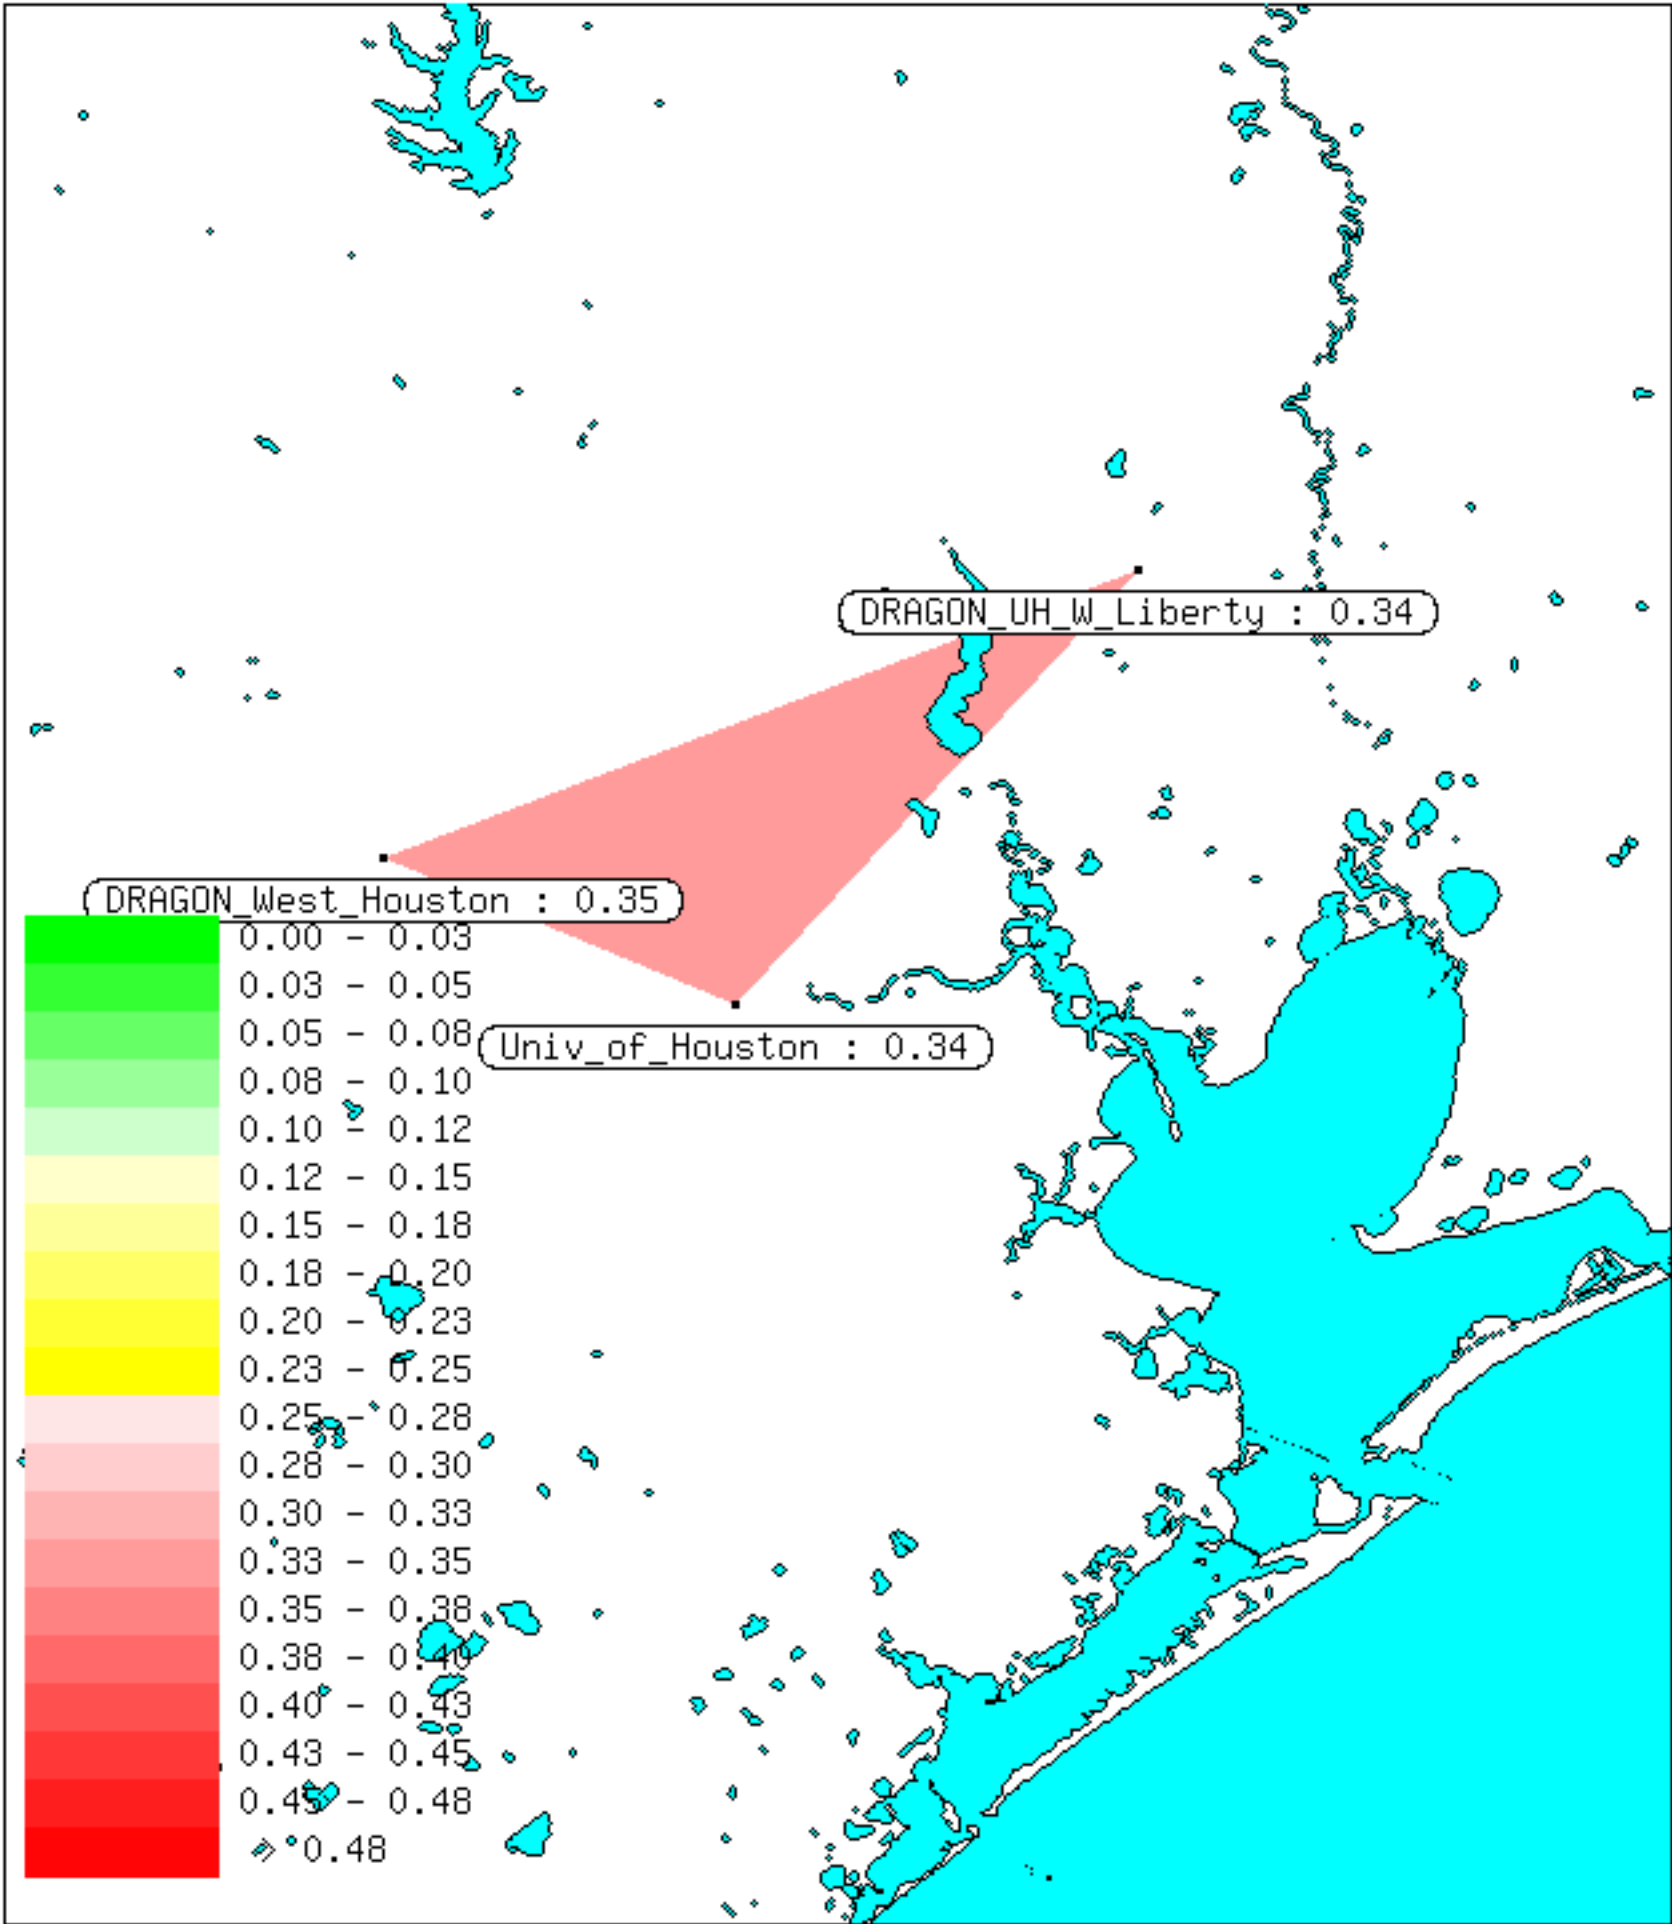 DRAGON_UH_W_Liberty : 0.34
DRAGON_West_Houston : 0.35
Univ_of_Houston : 0.34
0.00 - 0.03
0.03 - 0.05
0.05 - 0.08
0.08 - 0.10
0.10 - 0.12
0.12 - 0.15
0.15 - 0.18
0.18 - 0.20
0.20 - 0.23
0.23 - 0.25
0.25 - 0.28
0.28 - 0.30
0.30 - 0.33
0.33 - 0.35
0.35 - 0.38
0.38 - 0.40
0.40 - 0.43
0.43 - 0.45
0.45 - 0.48
> 0.48